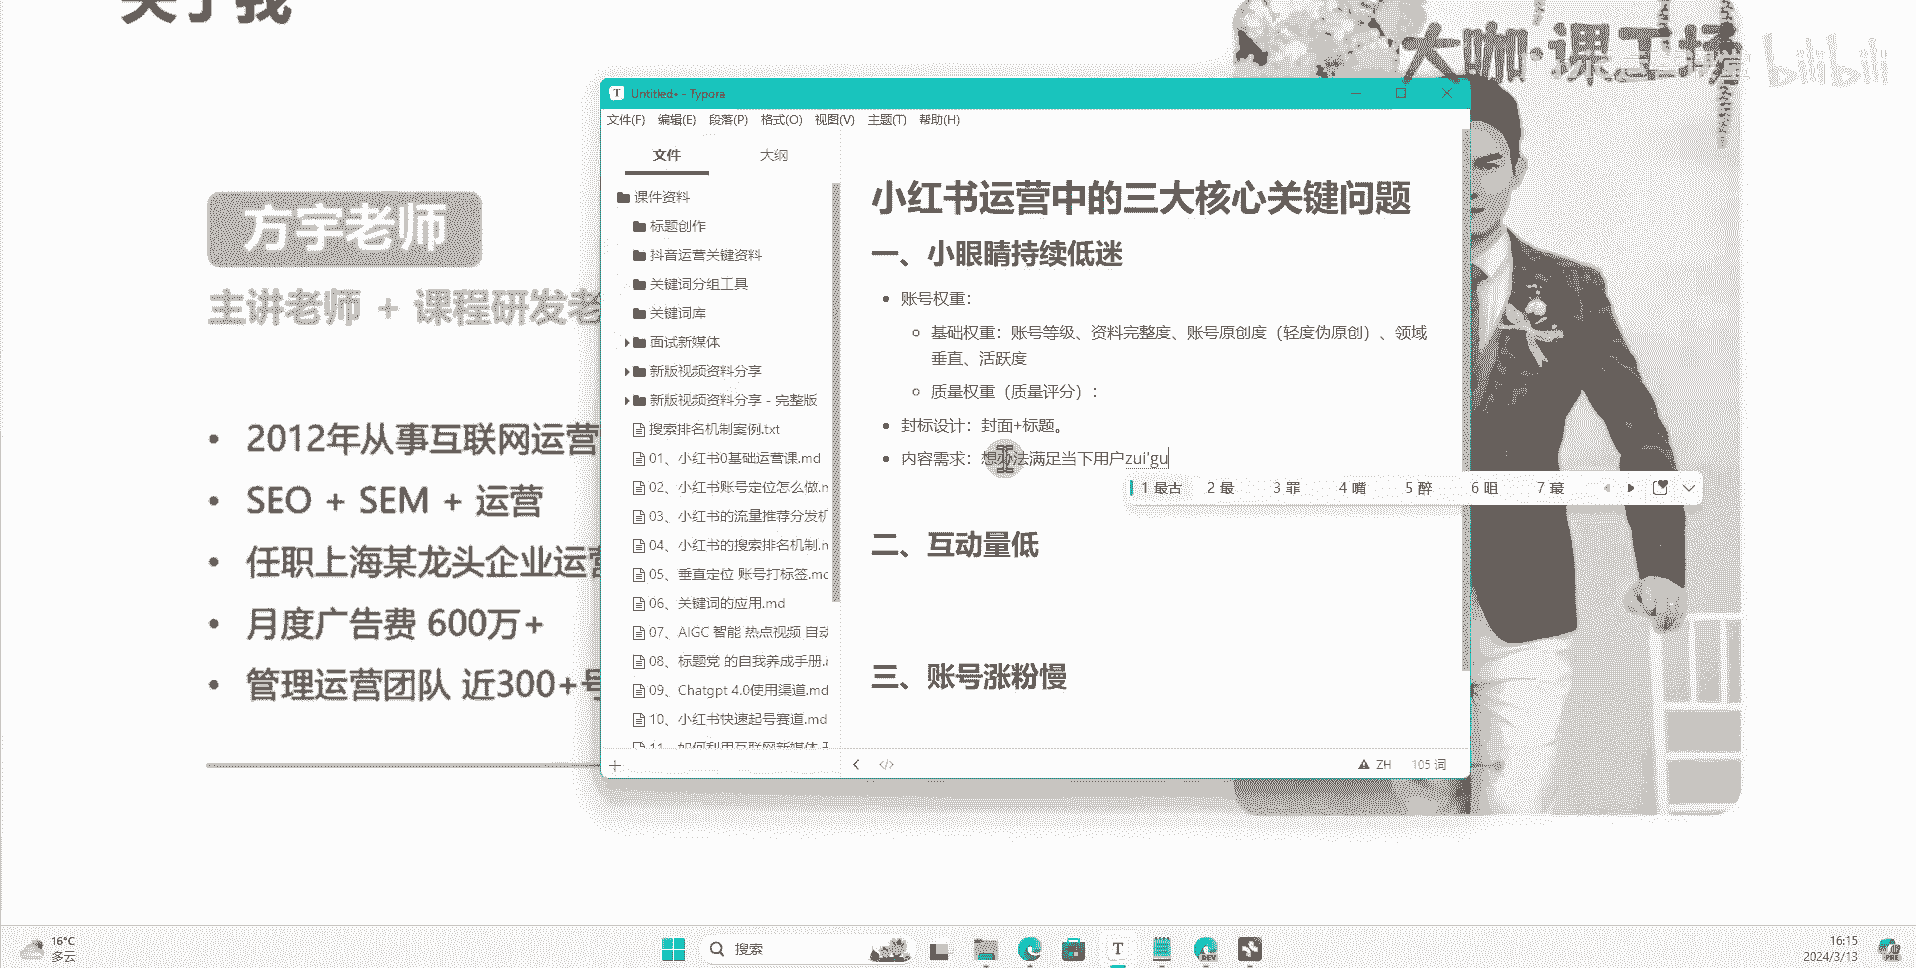 关于我
大咖·课工场
bilibili
方宇老师
主讲老师 + 课程研发老
• 2012年从事互联网运营
• SEO + SEM + 运营
• 任职上海某龙头企业运营
• 月度广告费 600万+
• 管理运营团队 近300+号
Untitled• - Typora
文件(F) 编辑(E) 段落(P) 格式(O) 视图(V) 主题(T) 帮助(H)
文件 大纲
课件资料
标题创作
抖音运营关键资料
关键词分组工具
关键词库
面试新媒体
新版视频资料分享
新版视频资料分享 - 完整版
搜索排名机制案例.txt
01、小红书0基础运营课.md
02、小红书账号定位怎么做.m
03、小红书的流量推荐分发机
04、小红书的搜索排名机制.m
05、垂直定位 账号打标签.md
06、关键词的应用.md
07、AIGC 智能 热点视频 自动
08、标题党 的自我养成手册.
09、Chatgpt 4.0使用渠道.md
10、小红书快速起号赛道.md
11、如何利用互联网新媒体
小红书运营中的三大核心关键问题
一、小眼睛持续低迷
• 账号权重：
基础权重：账号等级、资料完整度、账号原创度（轻度伪原创）、领域
垂直、活跃度
质量权重（质量评分）：
• 封标设计：封面+标题。
• 内容需求：想办法满足当下用户zui'gu
1 最古 2 最 3 罪 4 嘴 5 醉 6 咀 7 蕞
二、互动量低
三、账号涨粉慢
ZH 105 词
16°C
多云
搜索
DEV
16:15
2024/3/13
PRE